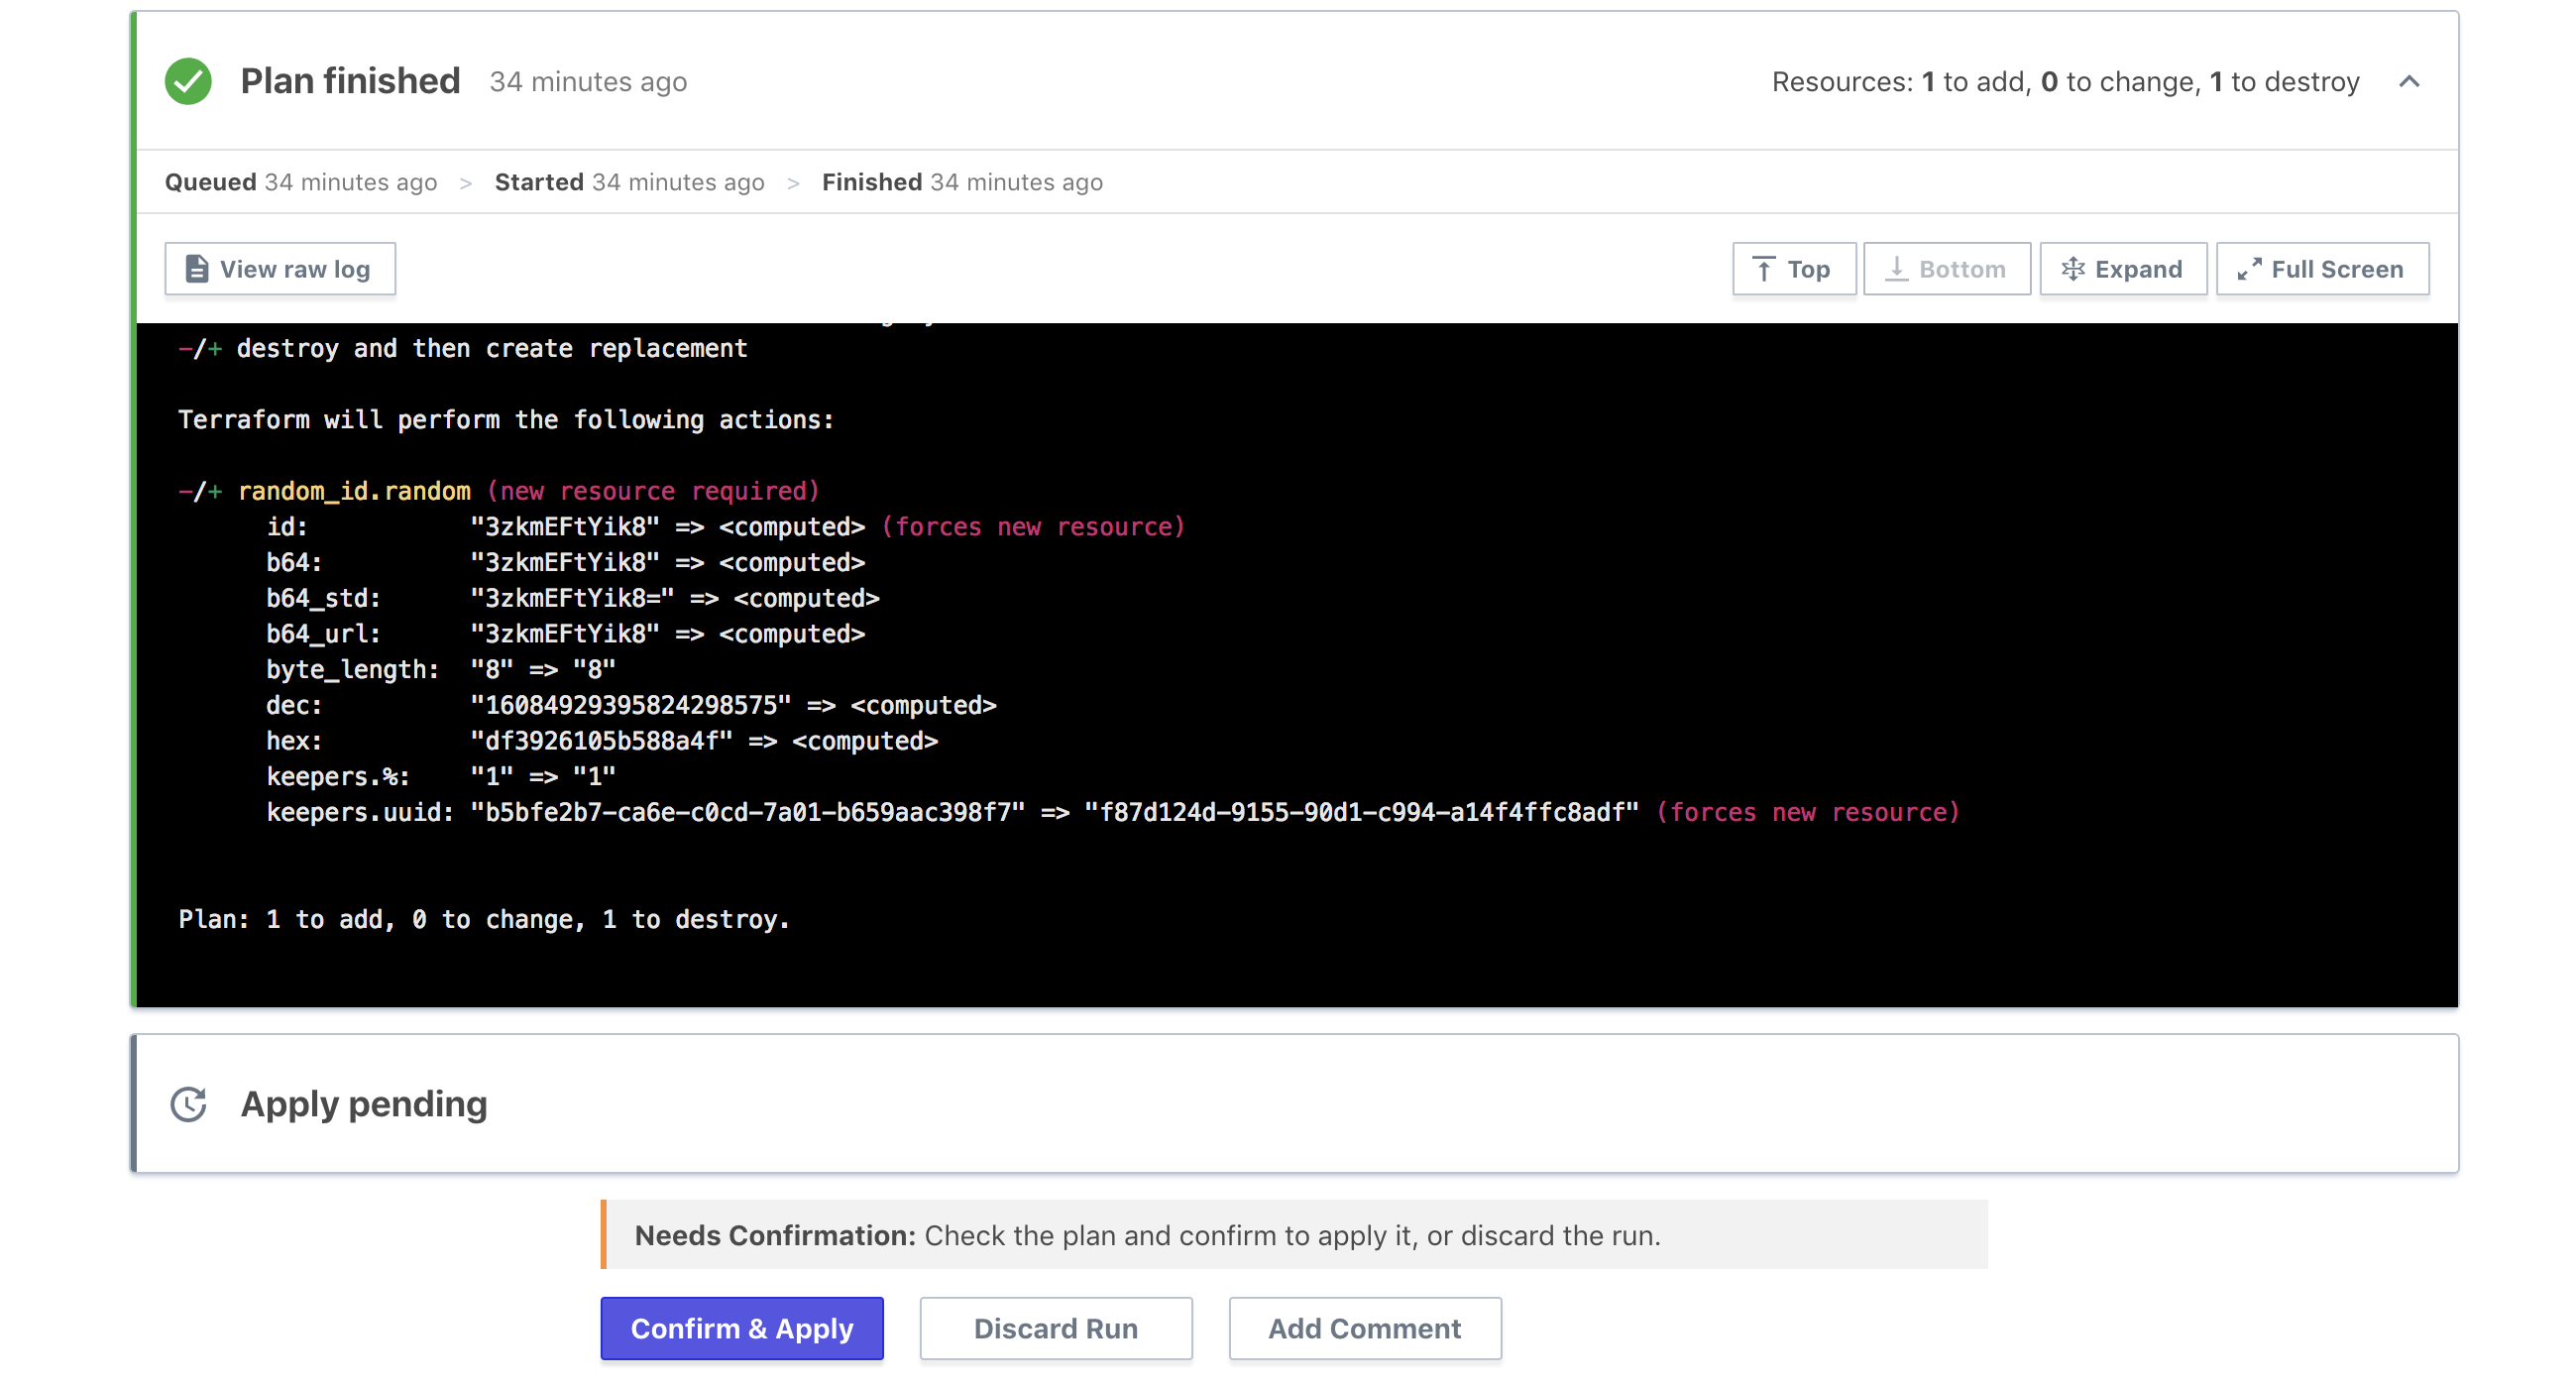 Plan finished 34 minutes ago Resources: 1 to add, 0 to change, 1 to destroy
Queued 34 minutes ago > Started 34 minutes ago > Finished 34 minutes ago
View raw log Top Bottom Expand Full Screen
-/+ destroy and then create replacement
Terraform will perform the following actions:
-/+ random_id.random (new resource required)
id: "3zkmEFtYik8" => <computed> (forces new resource)
b64: "3zkmEFtYik8" => <computed>
b64_std: "3zkmEFtYik8=" => <computed>
b64_url: "3zkmEFtYik8" => <computed>
byte_length: "8" => "8"
dec: "16084929395824298575" => <computed>
hex: "df3926105b588a4f" => <computed>
keepers.%: "1" => "1"
keepers.uuid: "b5bfe2b7-ca6e-c0cd-7a01-b659aac398f7" => "f87d124d-9155-90d1-c994-a14f4ffc8adf" (forces new resource)
Plan: 1 to add, 0 to change, 1 to destroy.
Apply pending
Needs Confirmation: Check the plan and confirm to apply it, or discard the run.
Confirm & Apply Discard Run Add Comment